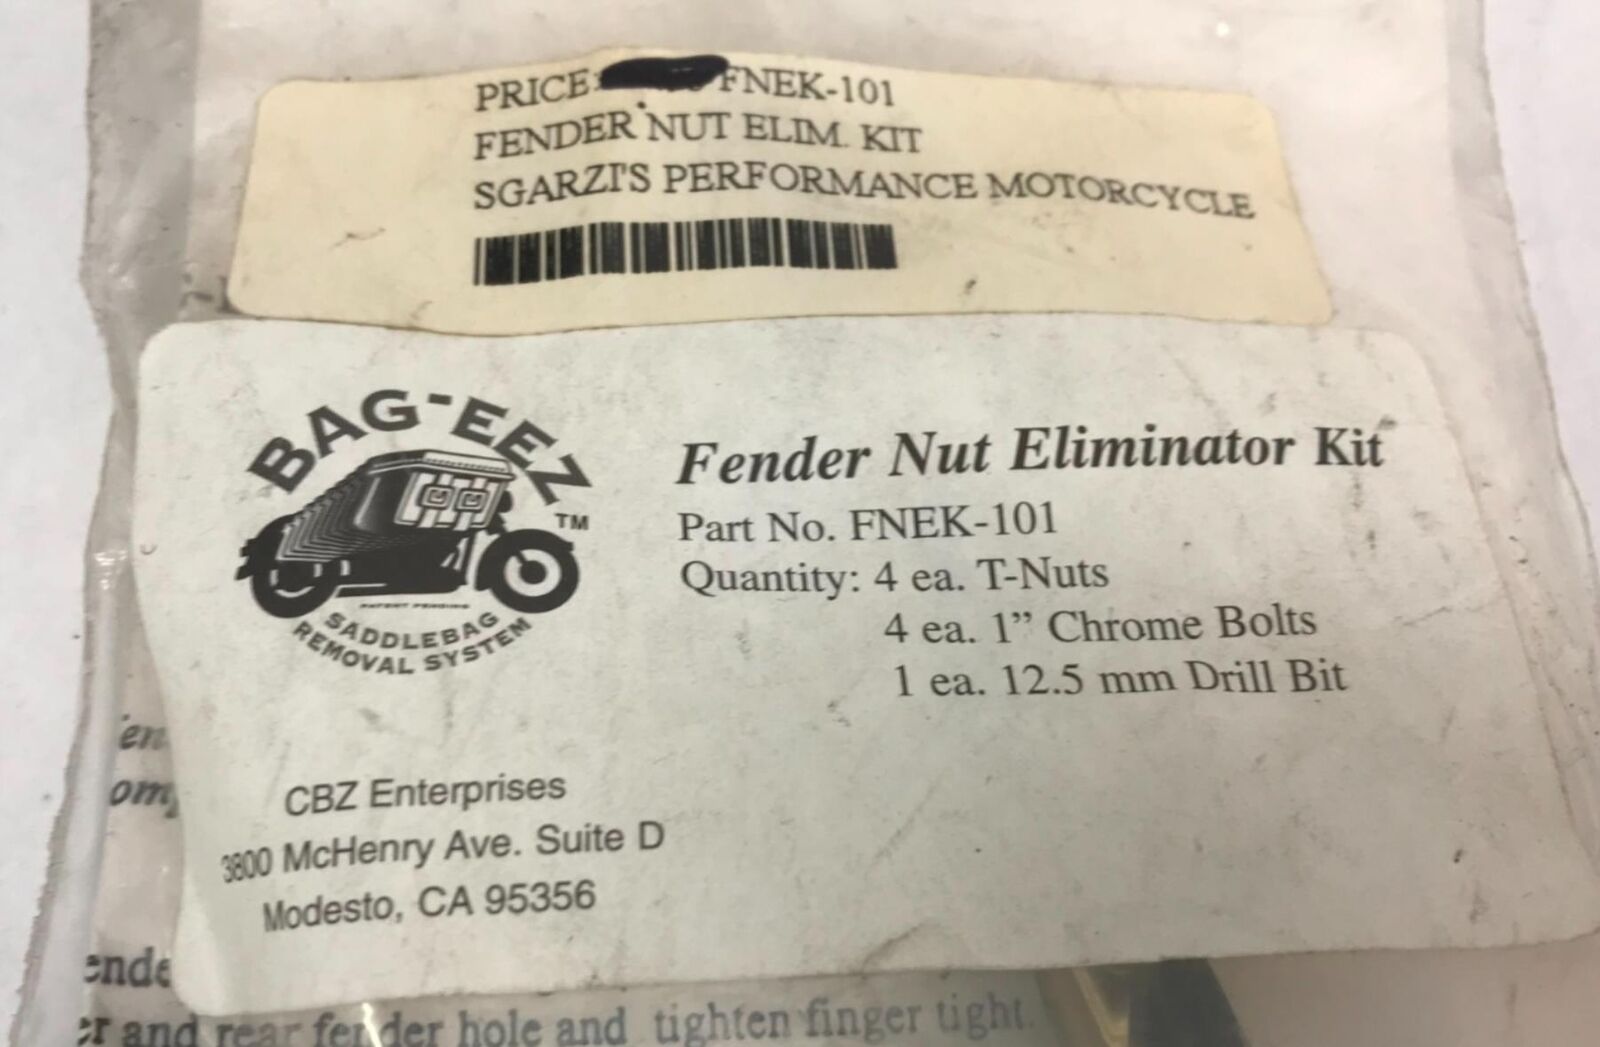 PRICE: FNEK-101
FENDER NUT ELIM. KIT
SGARZI'S PERFORMANCE MOTORCYCLE
BAG-EEZ
TM
PATENT PENDING
SADDLEBAG
REMOVAL SYSTEM
Fender Nut Eliminator Kit
Part No. FNEK-101
Quantity: 4 ea. T-Nuts
4 ea. 1” Chrome Bolts
1 ea. 12.5 mm Drill Bit
CBZ Enterprises
3800 McHenry Ave. Suite D
Modesto, CA 95356
and rear fender hole and tighten finger tight.